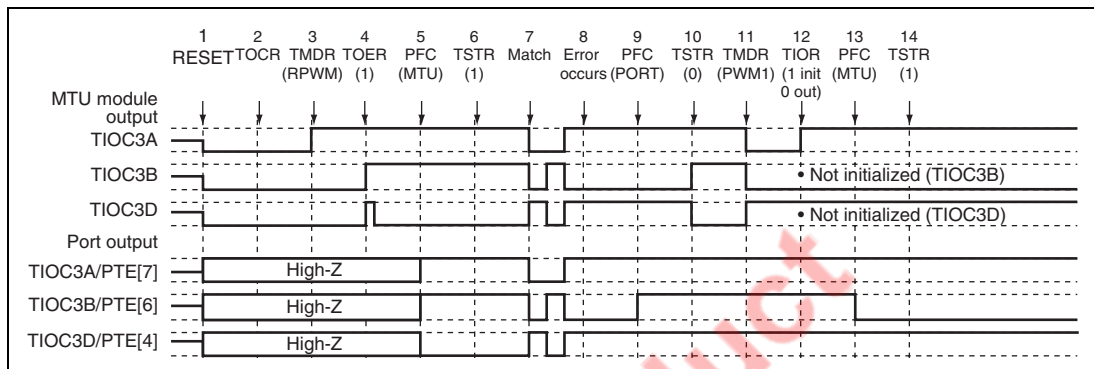 1 2 3 4 5 6 7 8 9 10 11 12 13 14
RESET TOCR TMDR TOER PFC TSTR Match Error PFC TSTR TMDR TIOR PFC TSTR
(RPWM) (1) (MTU) (1) occurs (PORT) (0) (PWM1) (1 init (MTU) (1)
0 out)
MTU module
output
TIOC3A
TIOC3B
• Not initialized (TIOC3B)
TIOC3D
• Not initialized (TIOC3D)
Port output
TIOC3A/PTE[7]
High-Z
TIOC3B/PTE[6]
High-Z
TIOC3D/PTE[4]
High-Z